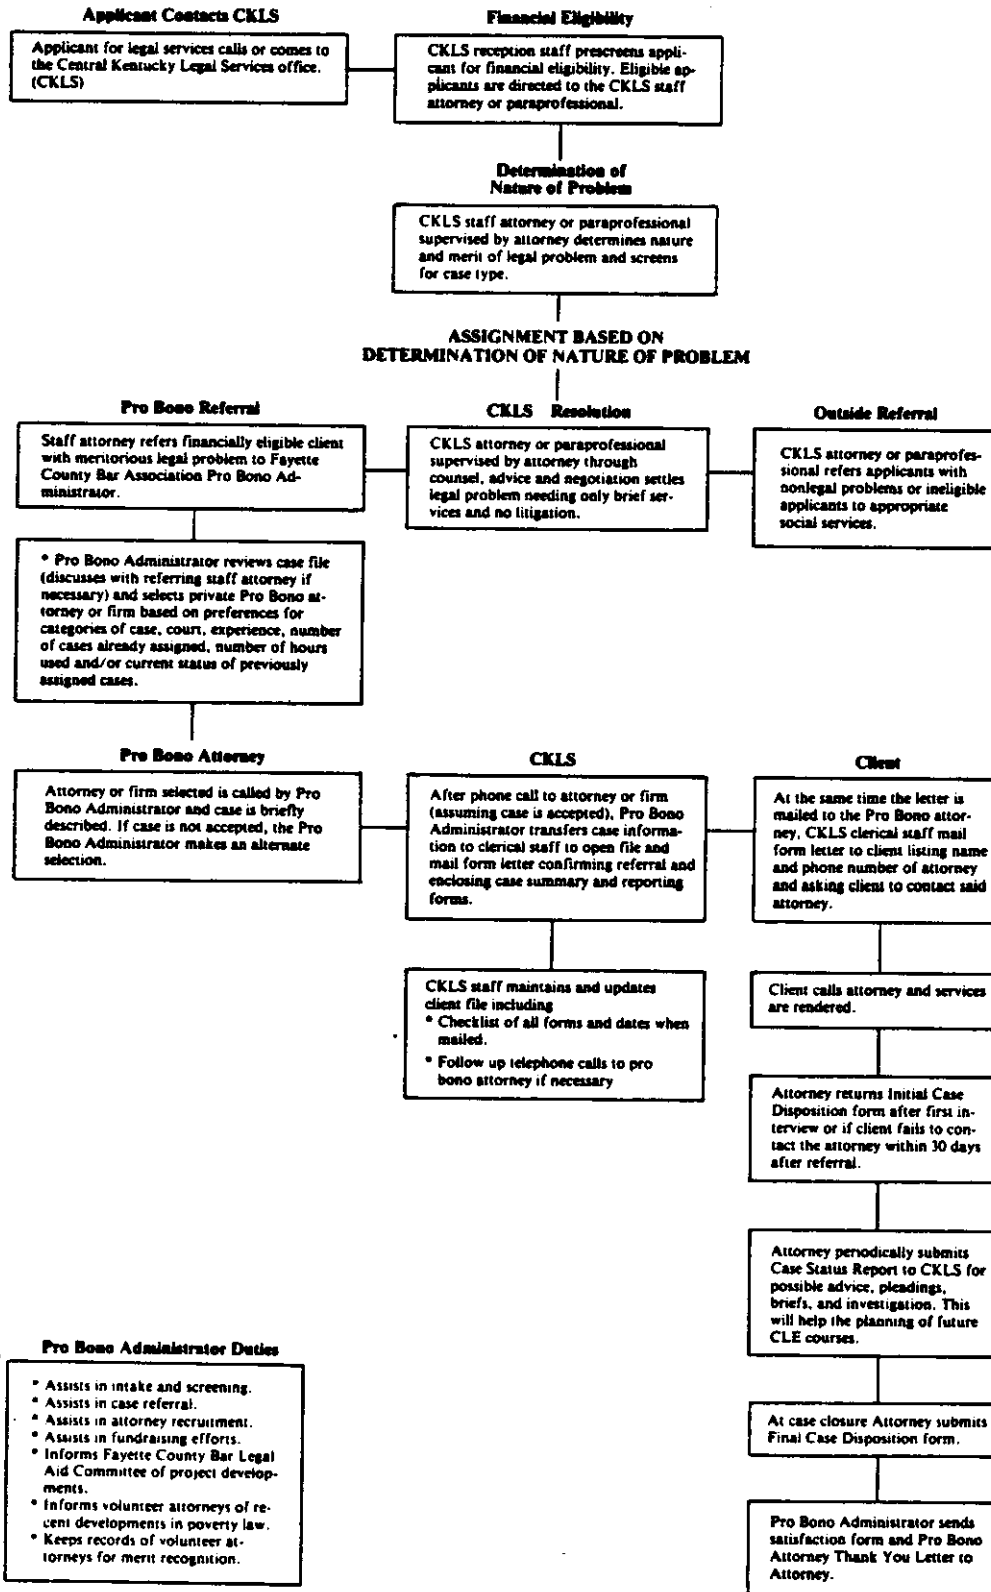 Applicant Contacts CKLS
Applicant for legal services calls or comes to
the Central Kentucky Legal Services office.
(CKLS)
Financial Eligibility
CKLS reception staff prescreens appli-
cant for financial eligibility. Eligible ap-
plicants are directed to the CKLS staff
attorney or paraprofessional.
Determination of
Nature of Problem
CKLS staff attorney or paraprofessional
supervised by attorney determines nature
and merit of legal problem and screens
for case type.
ASSIGNMENT BASED ON
DETERMINATION OF NATURE OF PROBLEM
Pro Bono Referral
Staff attorney refers financially eligible client
with meritorious legal problem to Fayette
County Bar Association Pro Bono Ad-
ministrator.
CKLS Resolution
CKLS attorney or paraprofessional
supervised by attorney through
counsel, advice and negotiation settles
legal problem needing only brief ser-
vices and no litigation.
Outside Referral
CKLS attorney or paraprofes-
sional refers applicants with
nonlegal problems or ineligible
applicants to appropriate
social services.
* Pro Bono Administrator reviews case file
(discusses with referring staff attorney if
necessary) and selects private Pro Bono at-
torney or firm based on preferences for
categories of case, court, experience, number
of cases already assigned, number of hours
used and/or current status of previously
assigned cases.
Pro Bono Attorney
Attorney or firm selected is called by Pro
Bono Administrator and case is briefly
described. If case is not accepted, the Pro
Bono Administrator makes an alternate
selection.
CKLS
After phone call to attorney or firm
(assuming case is accepted), Pro Bono
Administrator transfers case informa-
tion to clerical staff to open file and
mail form letter confirming referral and
enclosing case summary and reporting
forms.
Client
At the same time the letter is
mailed to the Pro Bono attor-
ney, CKLS clerical staff mail
form letter to client listing name
and phone number of attorney
and asking client to contact said
attorney.
CKLS staff maintains and updates
client file including
* Checklist of all forms and dates when
mailed.
* Follow up telephone calls to pro
bono attorney if necessary
Client calls attorney and services
are rendered.
Attorney returns Initial Case
Disposition form after first in-
terview or if client fails to con-
tact the attorney within 30 days
after referral.
Attorney periodically submits
Case Status Report to CKLS for
possible advice, pleadings,
briefs, and investigation. This
will help the planning of future
CLE courses.
At case closure Attorney submits
Final Case Disposition form.
Pro Bono Administrator sends
satisfaction form and Pro Bono
Attorney Thank You Letter to
Attorney.
Pro Bono Administrator Duties
* Assists in intake and screening.
* Assists in case referral.
* Assists in attorney recruitment.
* Assists in fundraising efforts.
* Informs Fayette County Bar Legal
Aid Committee of project develop-
ments.
* Informs volunteer attorneys of re-
cent developments in poverty law.
* Keeps records of volunteer at-
torneys for merit recognition.